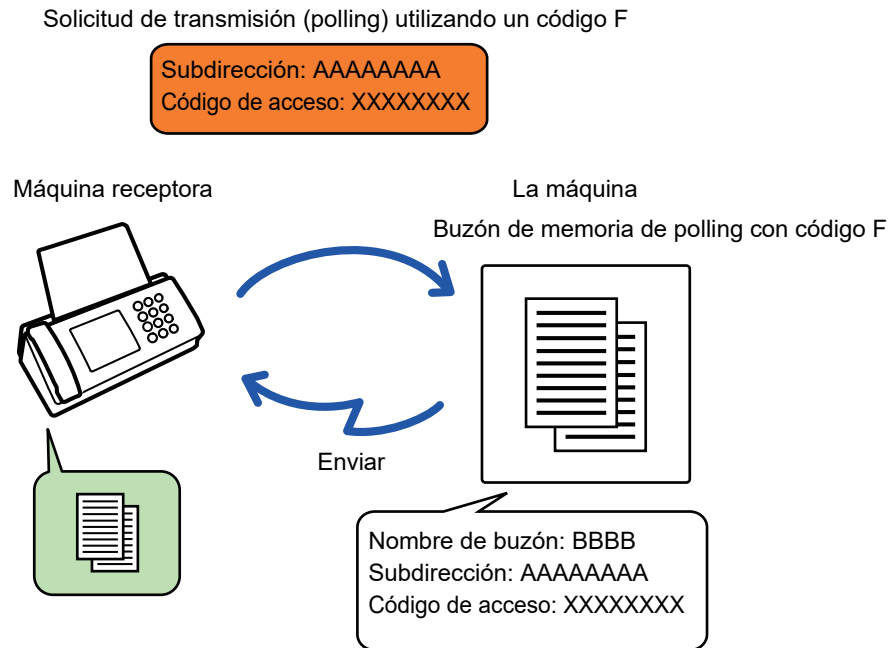 Solicitud de transmisión (polling) utilizando un código F
Subdirección: AAAAAAAA
Código de acceso: XXXXXXXX
Máquina receptora
La máquina
Buzón de memoria de polling con código F
Enviar
Nombre de buzón: BBBB
Subdirección: AAAAAAAA
Código de acceso: XXXXXXXX